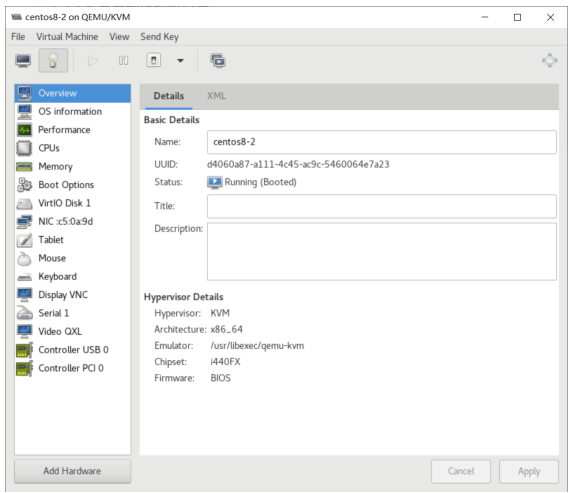 centos8-2 on QEMU/KVM
File Virtual Machine View Send Key
Overview
OS information
Performance
CPUs
Memory
Boot Options
VirtIO Disk 1
NIC :c5:0a:9d
Tablet
Mouse
Keyboard
Display VNC
Serial 1
Video QXL
Controller USB 0
Controller PCI 0
Add Hardware
Details XML
Basic Details
Name: centos8-2
UUID: d4060a87-a111-4c45-ac9c-5460064e7a23
Status: Running (Booted)
Title:
Description:
Hypervisor Details
Hypervisor: KVM
Architecture: x86_64
Emulator: /usr/libexec/qemu-kvm
Chipset: i440FX
Firmware: BIOS
Cancel Apply